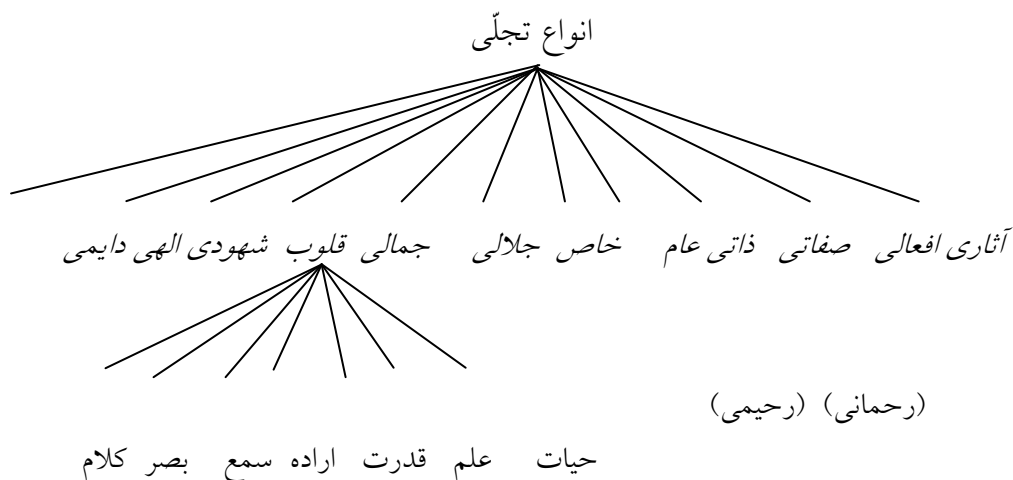 انواع تجلّی
آثاری افعالی صفاتی ذاتی عام خاص جلالی جمالی قلوب شهودی الهی دایمی
(رحمانی) (رحیمی)
حیات علم قدرت اراده سمع بصر کلام